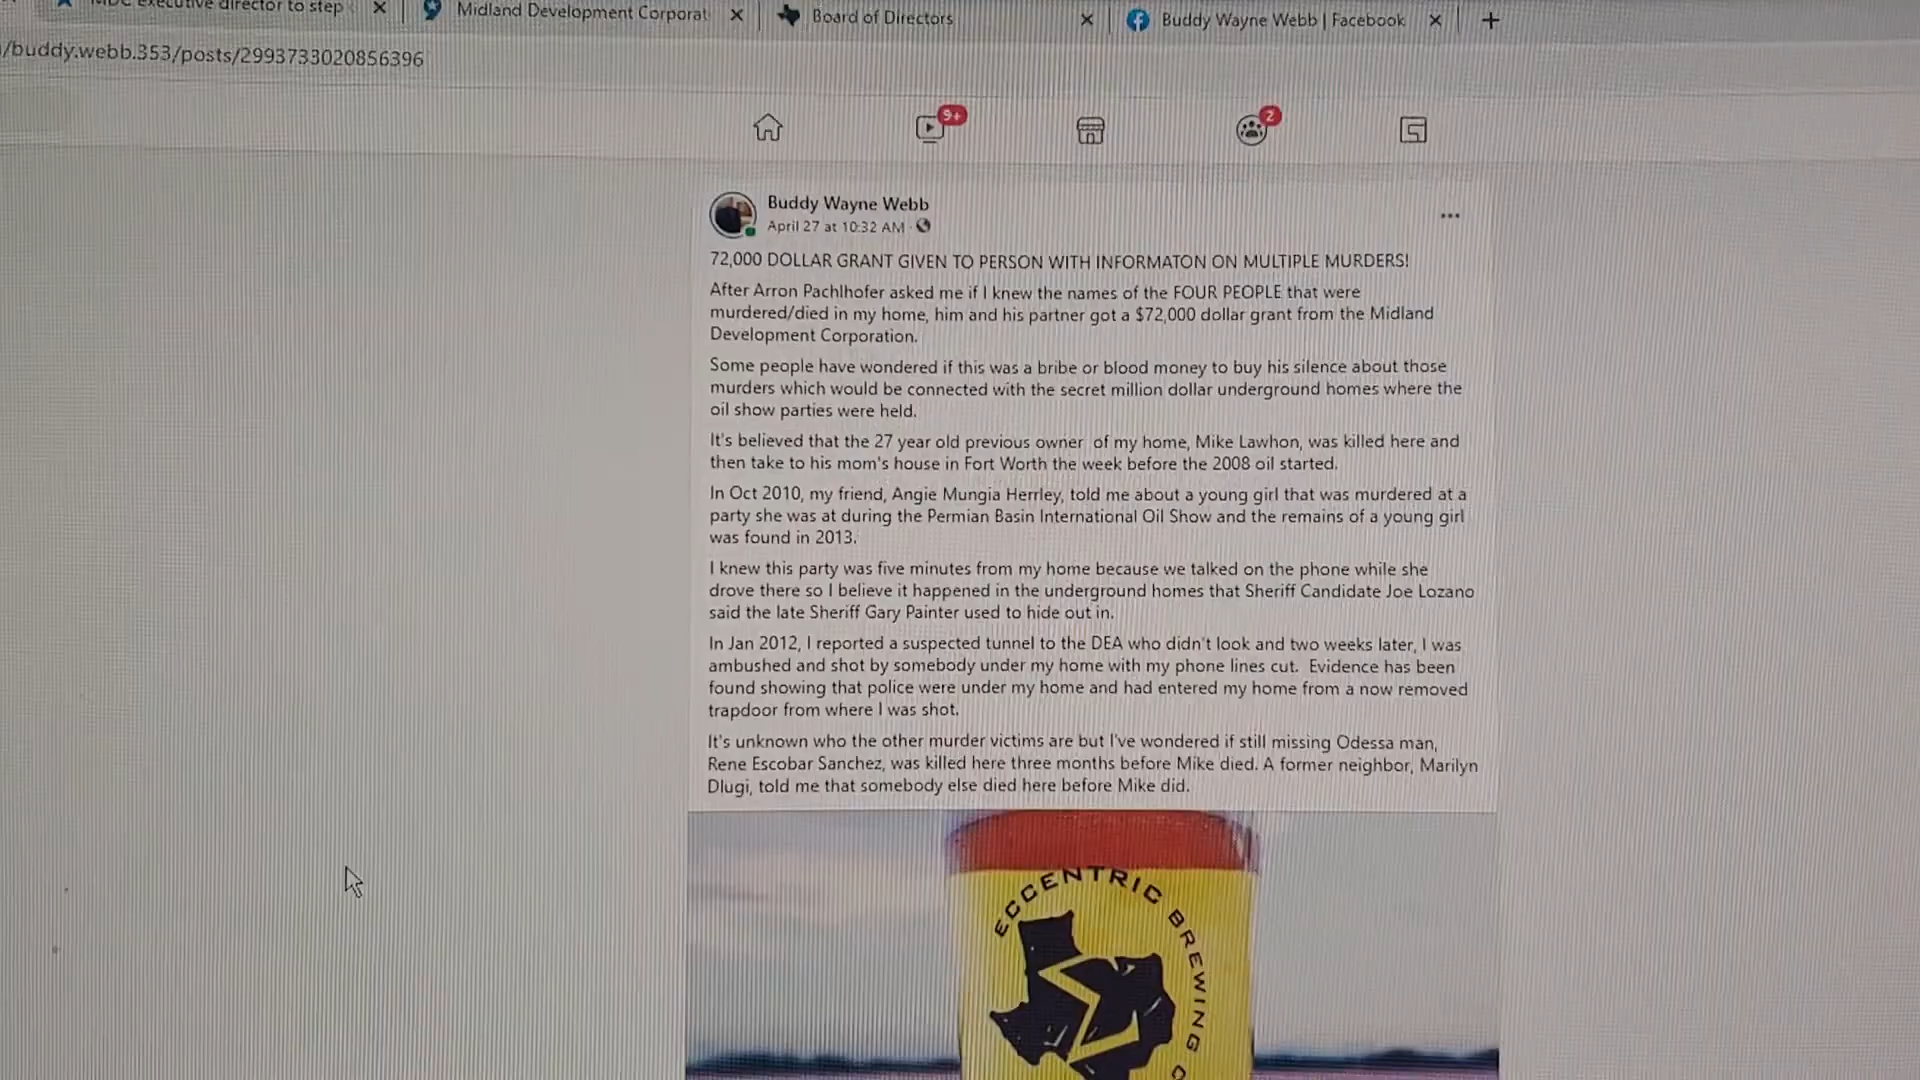 executive director to step
Midland Development Corporat
Board of Directors
Buddy Wayne Webb | Facebook
/buddy.webb.353/posts/2993733020856396
9+
2
Buddy Wayne Webb
April 27 at 10:32 AM ·
72,000 DOLLAR GRANT GIVEN TO PERSON WITH INFORMATON ON MULTIPLE MURDERS!
After Arron Pachlhofer asked me if I knew the names of the FOUR PEOPLE that were
murdered/died in my home, him and his partner got a $72,000 dollar grant from the Midland
Development Corporation.
Some people have wondered if this was a bribe or blood money to buy his silence about those
murders which would be connected with the secret million dollar underground homes where the
oil show parties were held.
It's believed that the 27 year old previous owner of my home, Mike Lawhon, was killed here and
then take to his mom's house in Fort Worth the week before the 2008 oil started.
In Oct 2010, my friend, Angie Mungia Herrley, told me about a young girl that was murdered at a
party she was at during the Permian Basin International Oil Show and the remains of a young girl
was found in 2013.
I knew this party was five minutes from my home because we talked on the phone while she
drove there so I believe it happened in the underground homes that Sheriff Candidate Joe Lozano
said the late Sheriff Gary Painter used to hide out in.
In Jan 2012, I reported a suspected tunnel to the DEA who didn't look and two weeks later, I was
ambushed and shot by somebody under my home with my phone lines cut. Evidence has been
found showing that police were under my home and had entered my home from a now removed
trapdoor from where I was shot.
It's unknown who the other murder victims are but I've wondered if still missing Odessa man,
Rene Escobar Sanchez, was killed here three months before Mike died. A former neighbor, Marilyn
Dlugi, told me that somebody else died here before Mike did.
ECCENTRIC BREWING